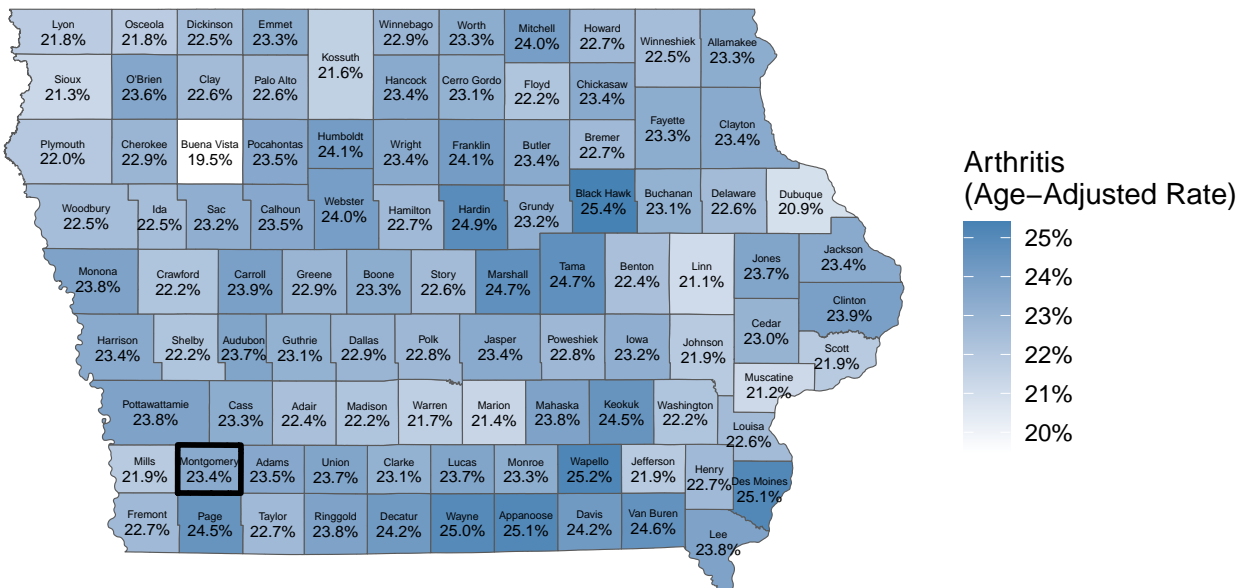 Lyon
21.8%
Osceola
21.8%
Dickinson
22.5%
Emmet
23.3%
Kossuth
21.6%
Winnebago
22.9%
Worth
23.3%
Mitchell
24.0%
Howard
22.7%
Winneshiek
22.5%
Allamakee
23.3%
Sioux
21.3%
O'Brien
23.6%
Clay
22.6%
Palo Alto
22.6%
Hancock
23.4%
Cerro Gordo
23.1%
Floyd
22.2%
Chickasaw
23.4%
Fayette
23.3%
Clayton
23.4%
Plymouth
22.0%
Cherokee
22.9%
Buena Vista
19.5%
Pocahontas
23.5%
Humboldt
24.1%
Wright
23.4%
Franklin
24.1%
Butler
23.4%
Bremer
22.7%
Woodbury
22.5%
Ida
22.5%
Sac
23.2%
Calhoun
23.5%
Webster
24.0%
Hamilton
22.7%
Hardin
24.9%
Grundy
23.2%
Black Hawk
25.4%
Buchanan
23.1%
Delaware
22.6%
Dubuque
20.9%
Monona
23.8%
Crawford
22.2%
Carroll
23.9%
Greene
22.9%
Boone
23.3%
Story
22.6%
Marshall
24.7%
Tama
24.7%
Benton
22.4%
Linn
21.1%
Jones
23.7%
Jackson
23.4%
Clinton
23.9%
Harrison
23.4%
Shelby
22.2%
Audubon
23.7%
Guthrie
23.1%
Dallas
22.9%
Polk
22.8%
Jasper
23.4%
Poweshiek
22.8%
Iowa
23.2%
Johnson
21.9%
Cedar
23.0%
Scott
21.9%
Muscatine
21.2%
Pottawattamie
23.8%
Cass
23.3%
Adair
22.4%
Madison
22.2%
Warren
21.7%
Marion
21.4%
Mahaska
23.8%
Keokuk
24.5%
Washington
22.2%
Louisa
22.6%
Mills
21.9%
Montgomery
23.4%
Adams
23.5%
Union
23.7%
Clarke
23.1%
Lucas
23.7%
Monroe
23.3%
Wapello
25.2%
Jefferson
21.9%
Henry
22.7%
Des Moines
25.1%
Fremont
22.7%
Page
24.5%
Taylor
22.7%
Ringgold
23.8%
Decatur
24.2%
Wayne
25.0%
Appanoose
25.1%
Davis
24.2%
Van Buren
24.6%
Lee
23.8%
Arthritis
(Age−Adjusted Rate)
25%
24%
23%
22%
21%
20%